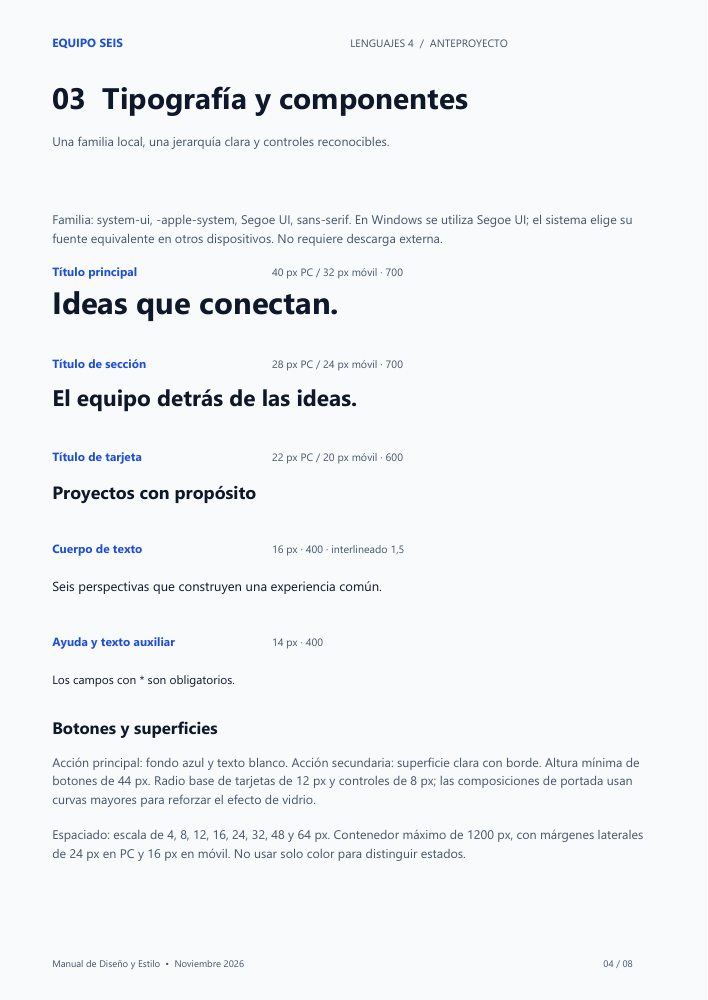 EQUIPO SEIS
LENGUAJES 4 / ANTEPROYECTO
03 Tipografía y componentes
Una familia local, una jerarquía clara y controles reconocibles.
Familia: system-ui, -apple-system, Segoe UI, sans-serif. En Windows se utiliza Segoe UI; el sistema elige su
fuente equivalente en otros dispositivos. No requiere descarga externa.
Título principal
40 px PC / 32 px móvil · 700
Ideas que conectan.
Título de sección
28 px PC / 24 px móvil · 700
El equipo detrás de las ideas.
Título de tarjeta
22 px PC / 20 px móvil · 600
Proyectos con propósito
Cuerpo de texto
16 px · 400 · interlineado 1,5
Seis perspectivas que construyen una experiencia común.
Ayuda y texto auxiliar
14 px · 400
Los campos con * son obligatorios.
Botones y superficies
Acción principal: fondo azul y texto blanco. Acción secundaria: superficie clara con borde. Altura mínima de
botones de 44 px. Radio base de tarjetas de 12 px y controles de 8 px; las composiciones de portada usan
curvas mayores para reforzar el efecto de vidrio.
Espaciado: escala de 4, 8, 12, 16, 24, 32, 48 y 64 px. Contenedor máximo de 1200 px, con márgenes laterales
de 24 px en PC y 16 px en móvil. No usar solo color para distinguir estados.
Manual de Diseño y Estilo • Noviembre 2026
04 / 08